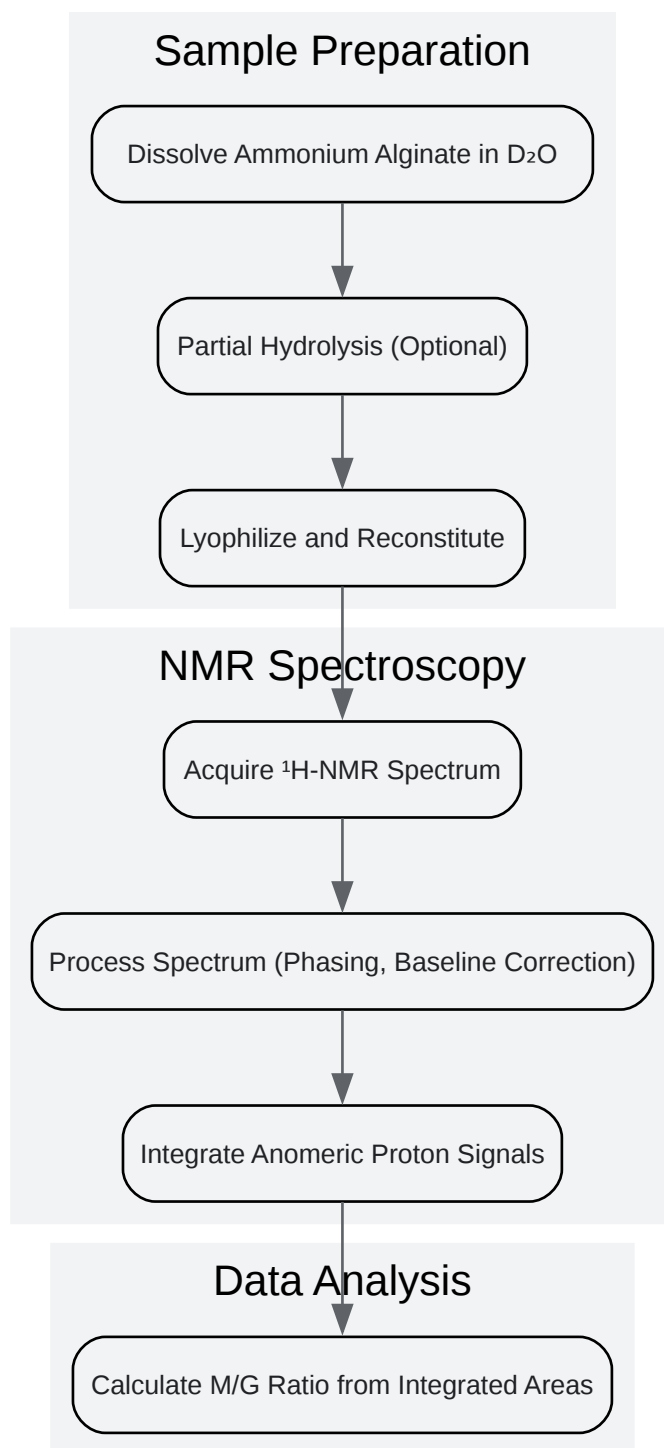 Sample Preparation
Dissolve Ammonium Alginate in D₂O
Partial Hydrolysis (Optional)
Lyophilize and Reconstitute
NMR Spectroscopy
Acquire ¹H-NMR Spectrum
Process Spectrum (Phasing, Baseline Correction)
Integrate Anomeric Proton Signals
Data Analysis
Calculate M/G Ratio from Integrated Areas